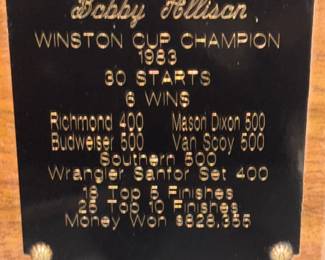 Bobby Allison
WINSTON CUP CHAMPION
1983
30 STARTS
6 WINS
Richmond 400 Mason Dixon 500
Budweiser 500 Van Scoy 500
Southern 500
Wrangler Sanfor Set 400
18 Top 5 Finishes
25 Top 10 Finishes
Money Won $828,355